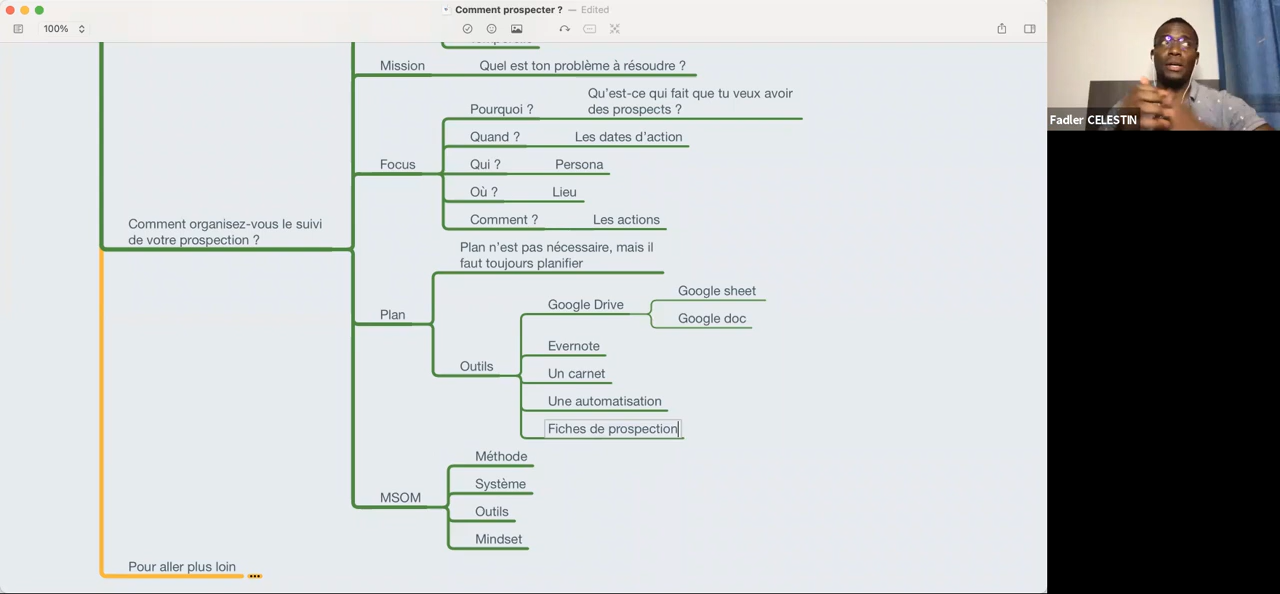 Comment prospecter ? — Edited
100%
Mission
Quel est ton problème à résoudre ?
Qu'est-ce qui fait que tu veux avoir
des prospects ?
Pourquoi ?
Quand ?
Les dates d'action
Focus
Qui ?
Persona
Où ?
Lieu
Comment ?
Les actions
Comment organisez-vous le suivi
de votre prospection ?
Plan n'est pas nécessaire, mais il
faut toujours planifier
Plan
Google Drive
Google sheet
Google doc
Outils
Evernote
Un carnet
Une automatisation
Fiches de prospection
MSOM
Méthode
Système
Outils
Mindset
Pour aller plus loin
Fadler CELESTIN